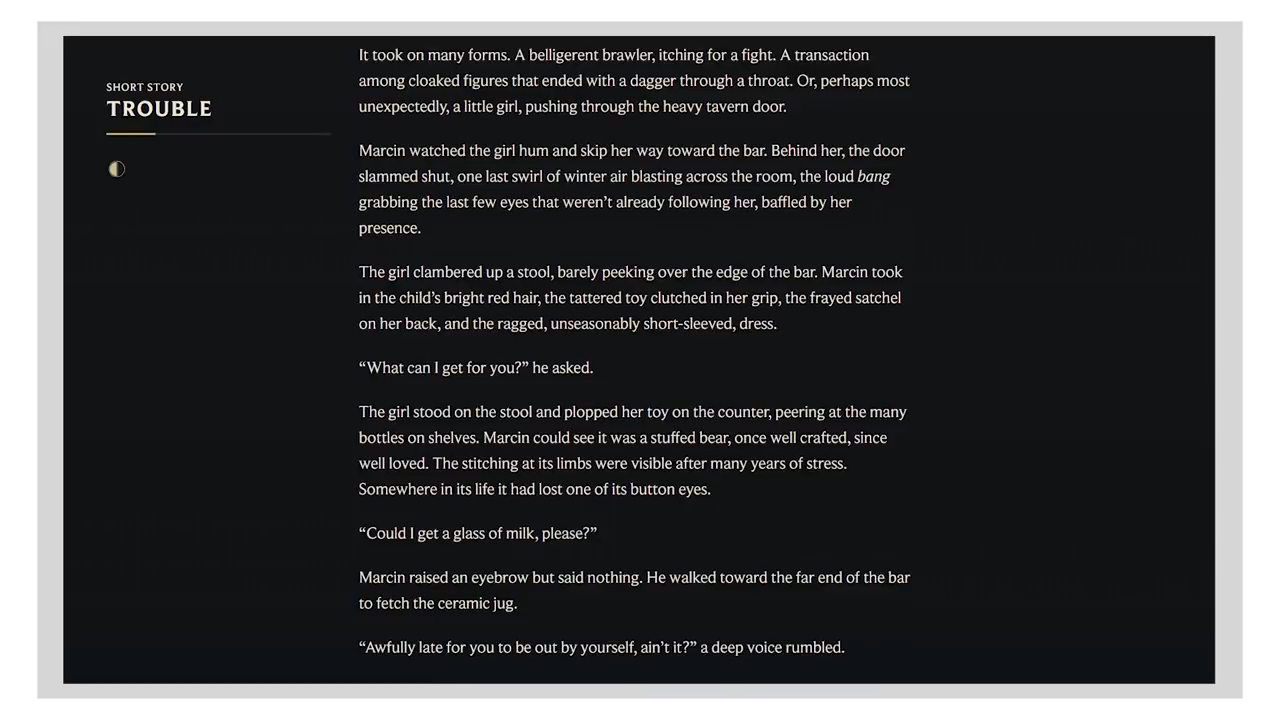 SHORT STORY
TROUBLE
It took on many forms. A belligerent brawler, itching for a fight. A transaction
among cloaked figures that ended with a dagger through a throat. Or, perhaps most
unexpectedly, a little girl, pushing through the heavy tavern door.
Marcin watched the girl hum and skip her way toward the bar. Behind her, the door
slammed shut, one last swirl of winter air blasting across the room, the loud bang
grabbing the last few eyes that weren’t already following her, baffled by her
presence.
The girl clambered up a stool, barely peeking over the edge of the bar. Marcin took
in the child’s bright red hair, the tattered toy clutched in her grip, the frayed satchel
on her back, and the ragged, unseasonably short-sleeved, dress.
“What can I get for you?” he asked.
The girl stood on the stool and plopped her toy on the counter, peering at the many
bottles on shelves. Marcin could see it was a stuffed bear, once well crafted, since
well loved. The stitching at its limbs were visible after many years of stress.
Somewhere in its life it had lost one of its button eyes.
“Could I get a glass of milk, please?”
Marcin raised an eyebrow but said nothing. He walked toward the far end of the bar
to fetch the ceramic jug.
“Awfully late for you to be out by yourself, ain’t it?” a deep voice rumbled.